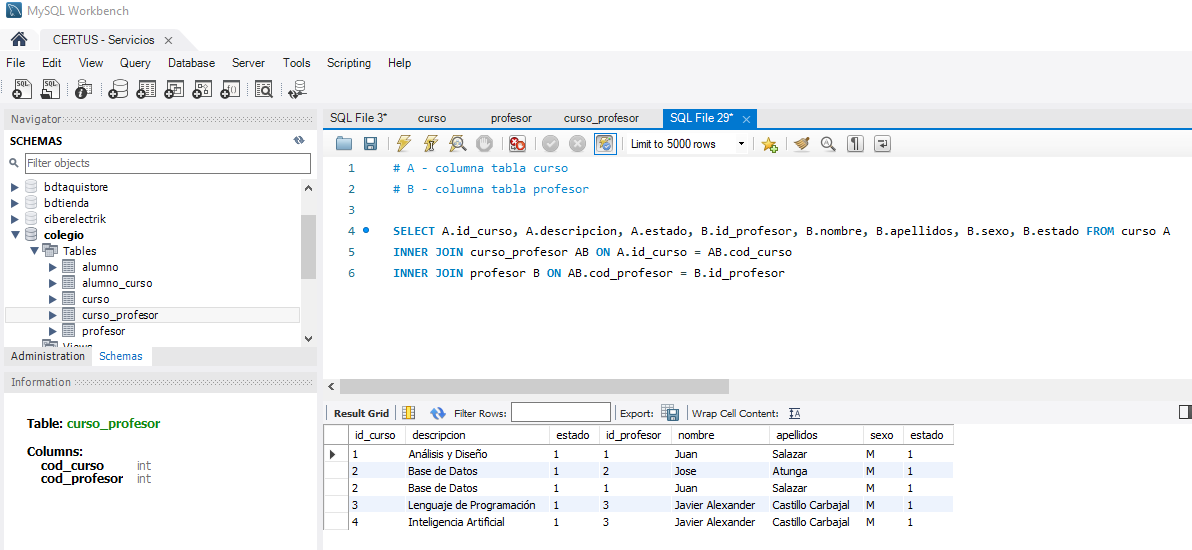 MySQL Workbench
CERTUS - Servicios
File Edit View Query Database Server Tools Scripting Help
Navigator
SCHEMAS
Filter objects
bdtaquistore
bdtienda
ciberelectrik
colegio
Tables
alumno
alumno_curso
curso
curso_profesor
profesor
Views
Administration Schemas
Information
Table: curso_profesor
Columns:
cod_curso int
cod_profesor int
SQL File 3* curso profesor curso_profesor SQL File 29*
Limit to 5000 rows
1 # A - columna tabla curso
2 # B - columna tabla profesor
3
4 SELECT A.id_curso, A.descripcion, A.estado, B.id_profesor, B.nombre, B.apellidos, B.sexo, B.estado FROM curso A
5 INNER JOIN curso_profesor AB ON A.id_curso = AB.cod_curso
6 INNER JOIN profesor B ON AB.cod_profesor = B.id_profesor
Result Grid Filter Rows: Export: Wrap Cell Content:
id_curso descripcion estado id_profesor nombre apellidos sexo estado
1 Análisis y Diseño 1 1 Juan Salazar M 1
2 Base de Datos 1 2 Jose Atunga M 1
2 Base de Datos 1 1 Juan Salazar M 1
3 Lenguaje de Programación 1 3 Javier Alexander Castillo Carbajal M 1
4 Inteligencia Artificial 1 3 Javier Alexander Castillo Carbajal M 1